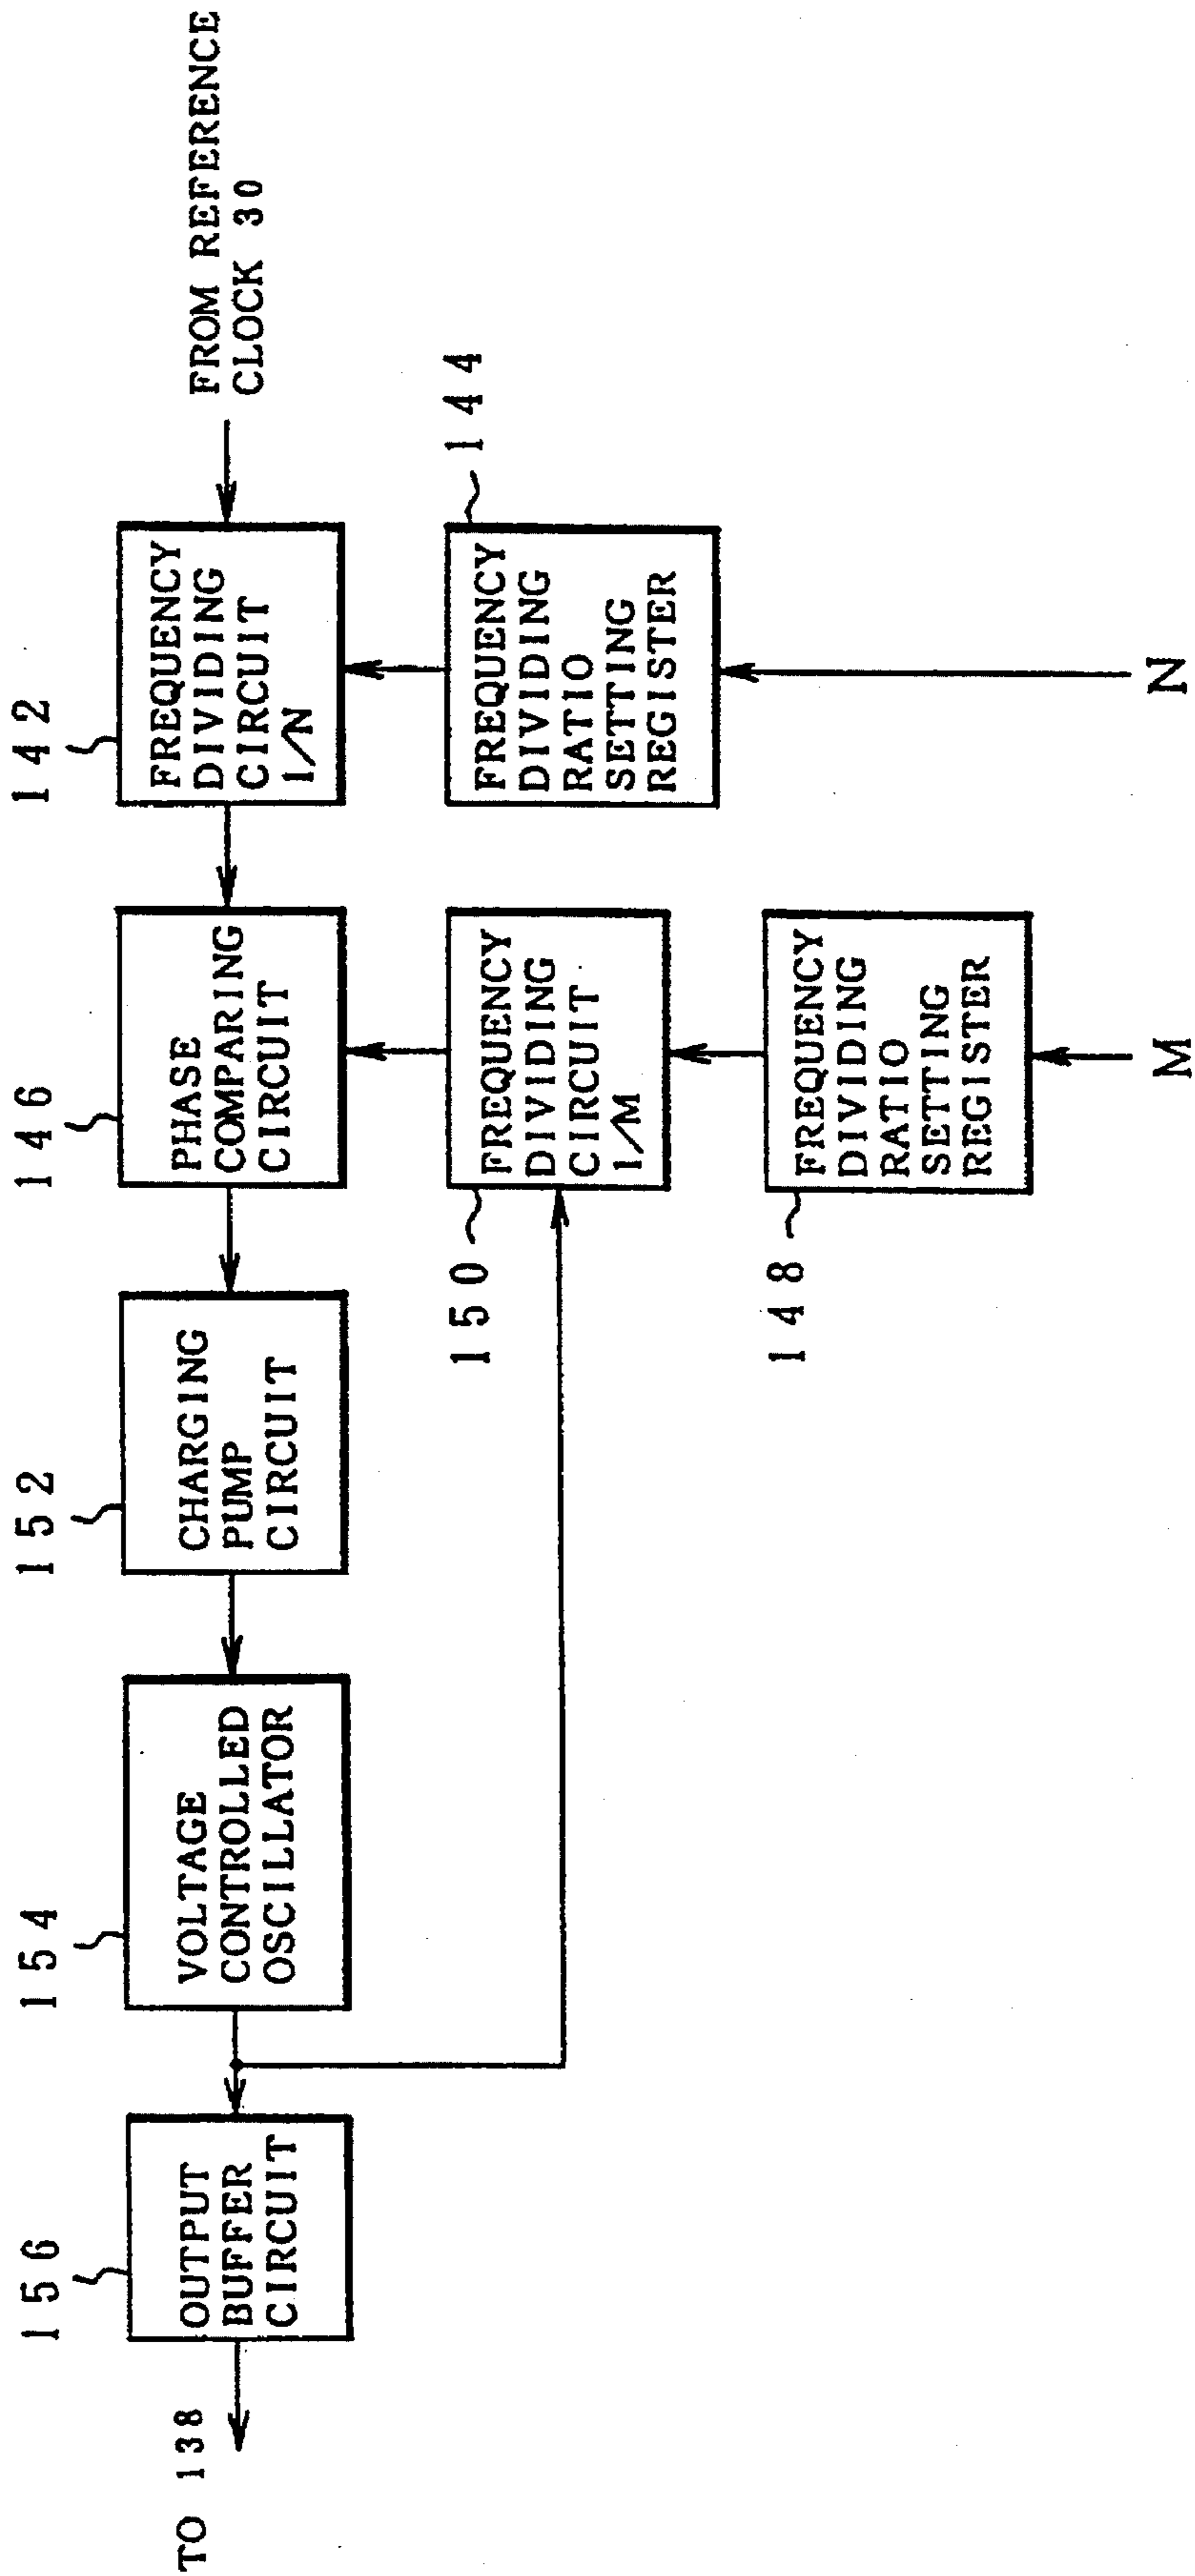 FROM REFERENCE
CLOCK 30
142
FREQUENCY
DIVIDING
CIRCUIT
1/N
144
FREQUENCY
DIVIDING
RATIO
SETTING
REGISTER
N
146
PHASE
COMPARING
CIRCUIT
150
FREQUENCY
DIVIDING
CIRCUIT
1/M
148
FREQUENCY
DIVIDING
RATIO
SETTING
REGISTER
M
152
CHARGING
PUMP
CIRCUIT
154
VOLTAGE
CONTROLLED
OSCILLATOR
156
OUTPUT
BUFFER
CIRCUIT
TO 138